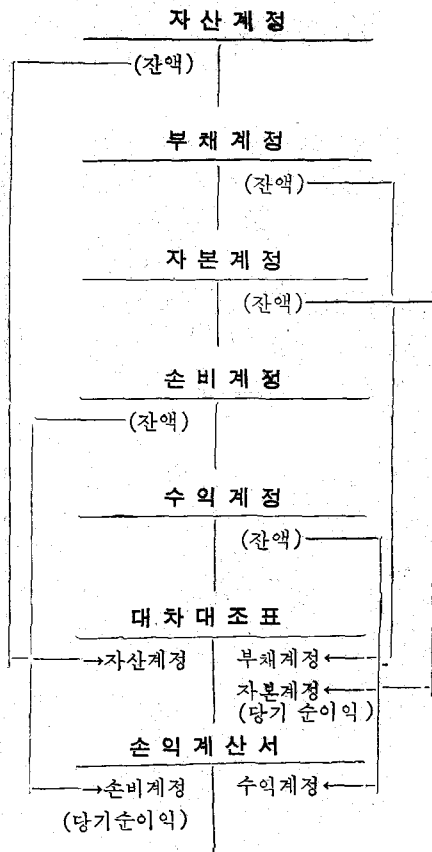 자산계정
(잔액)
부채계정
(잔액)
자본계정
(잔액)
손비계정
(잔액)
수익계정
(잔액)
대차대조표
→자산계정 부채계정←
자본계정←
(당기 순이익)
손익계산서
→손비계정 수익계정←
(당기순이익)